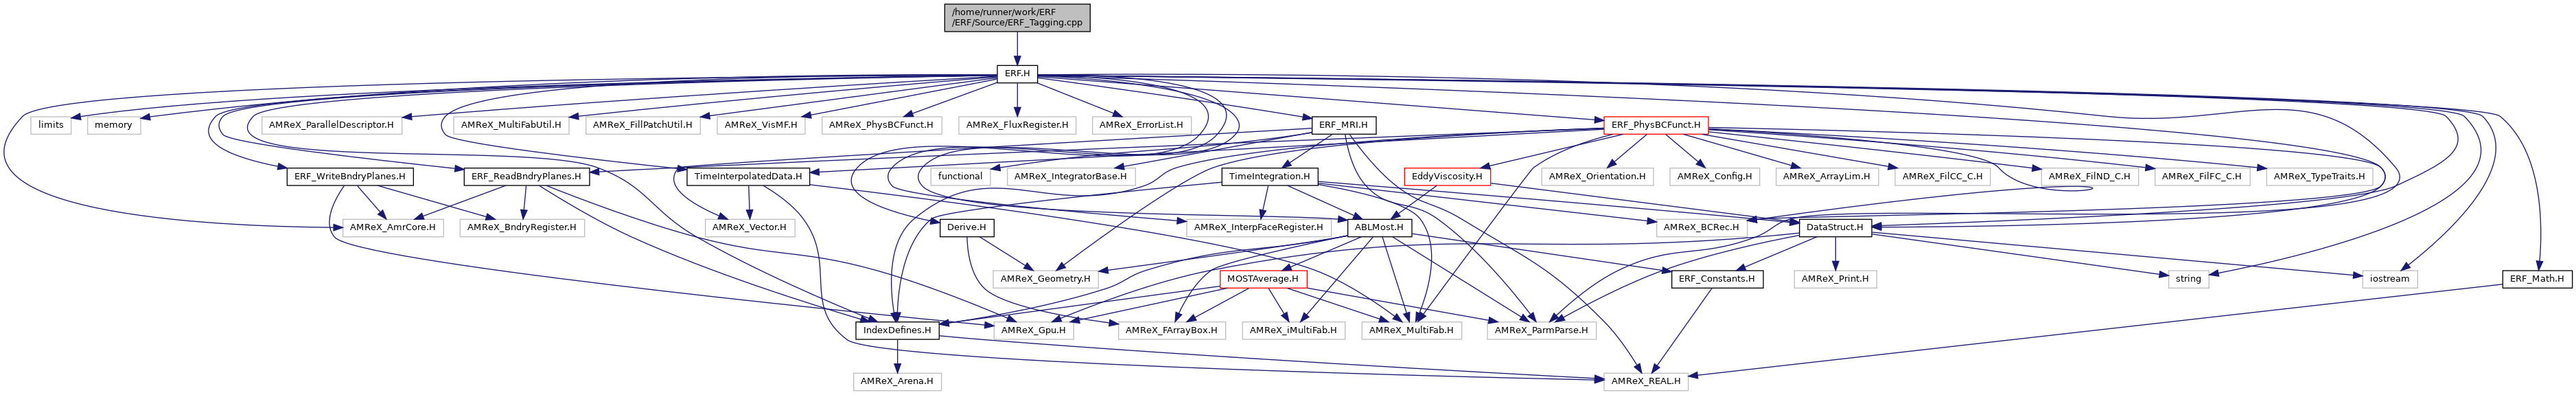 /home/runner/work/ERF
/ERF/Source/ERF_Tagging.cpp
ERF.H
limits
memory
AMReX_ParallelDescriptor.H
AMReX_MultiFabUtil.H
AMReX_FillPatchUtil.H
AMReX_VisMF.H
AMReX_PhysBCFunct.H
AMReX_FluxRegister.H
AMReX_ErrorList.H
ERF_MRI.H
ERF_PhysBCFunct.H
ERF_WriteBndryPlanes.H
ERF_ReadBndryPlanes.H
TimeInterpolatedData.H
functional
AMReX_IntegratorBase.H
TimeIntegration.H
EddyViscosity.H
AMReX_Orientation.H
AMReX_Config.H
AMReX_ArrayLim.H
AMReX_FilCC_C.H
AMReX_FilND_C.H
AMReX_FilFC_C.H
AMReX_TypeTraits.H
AMReX_AmrCore.H
AMReX_BndryRegister.H
AMReX_Vector.H
Derive.H
AMReX_InterpFaceRegister.H
ABLMost.H
AMReX_BCRec.H
DataStruct.H
AMReX_Geometry.H
MOSTAverage.H
ERF_Constants.H
AMReX_Print.H
string
iostream
ERF_Math.H
IndexDefines.H
AMReX_Gpu.H
AMReX_FArrayBox.H
AMReX_iMultiFab.H
AMReX_MultiFab.H
AMReX_ParmParse.H
AMReX_Arena.H
AMReX_REAL.H